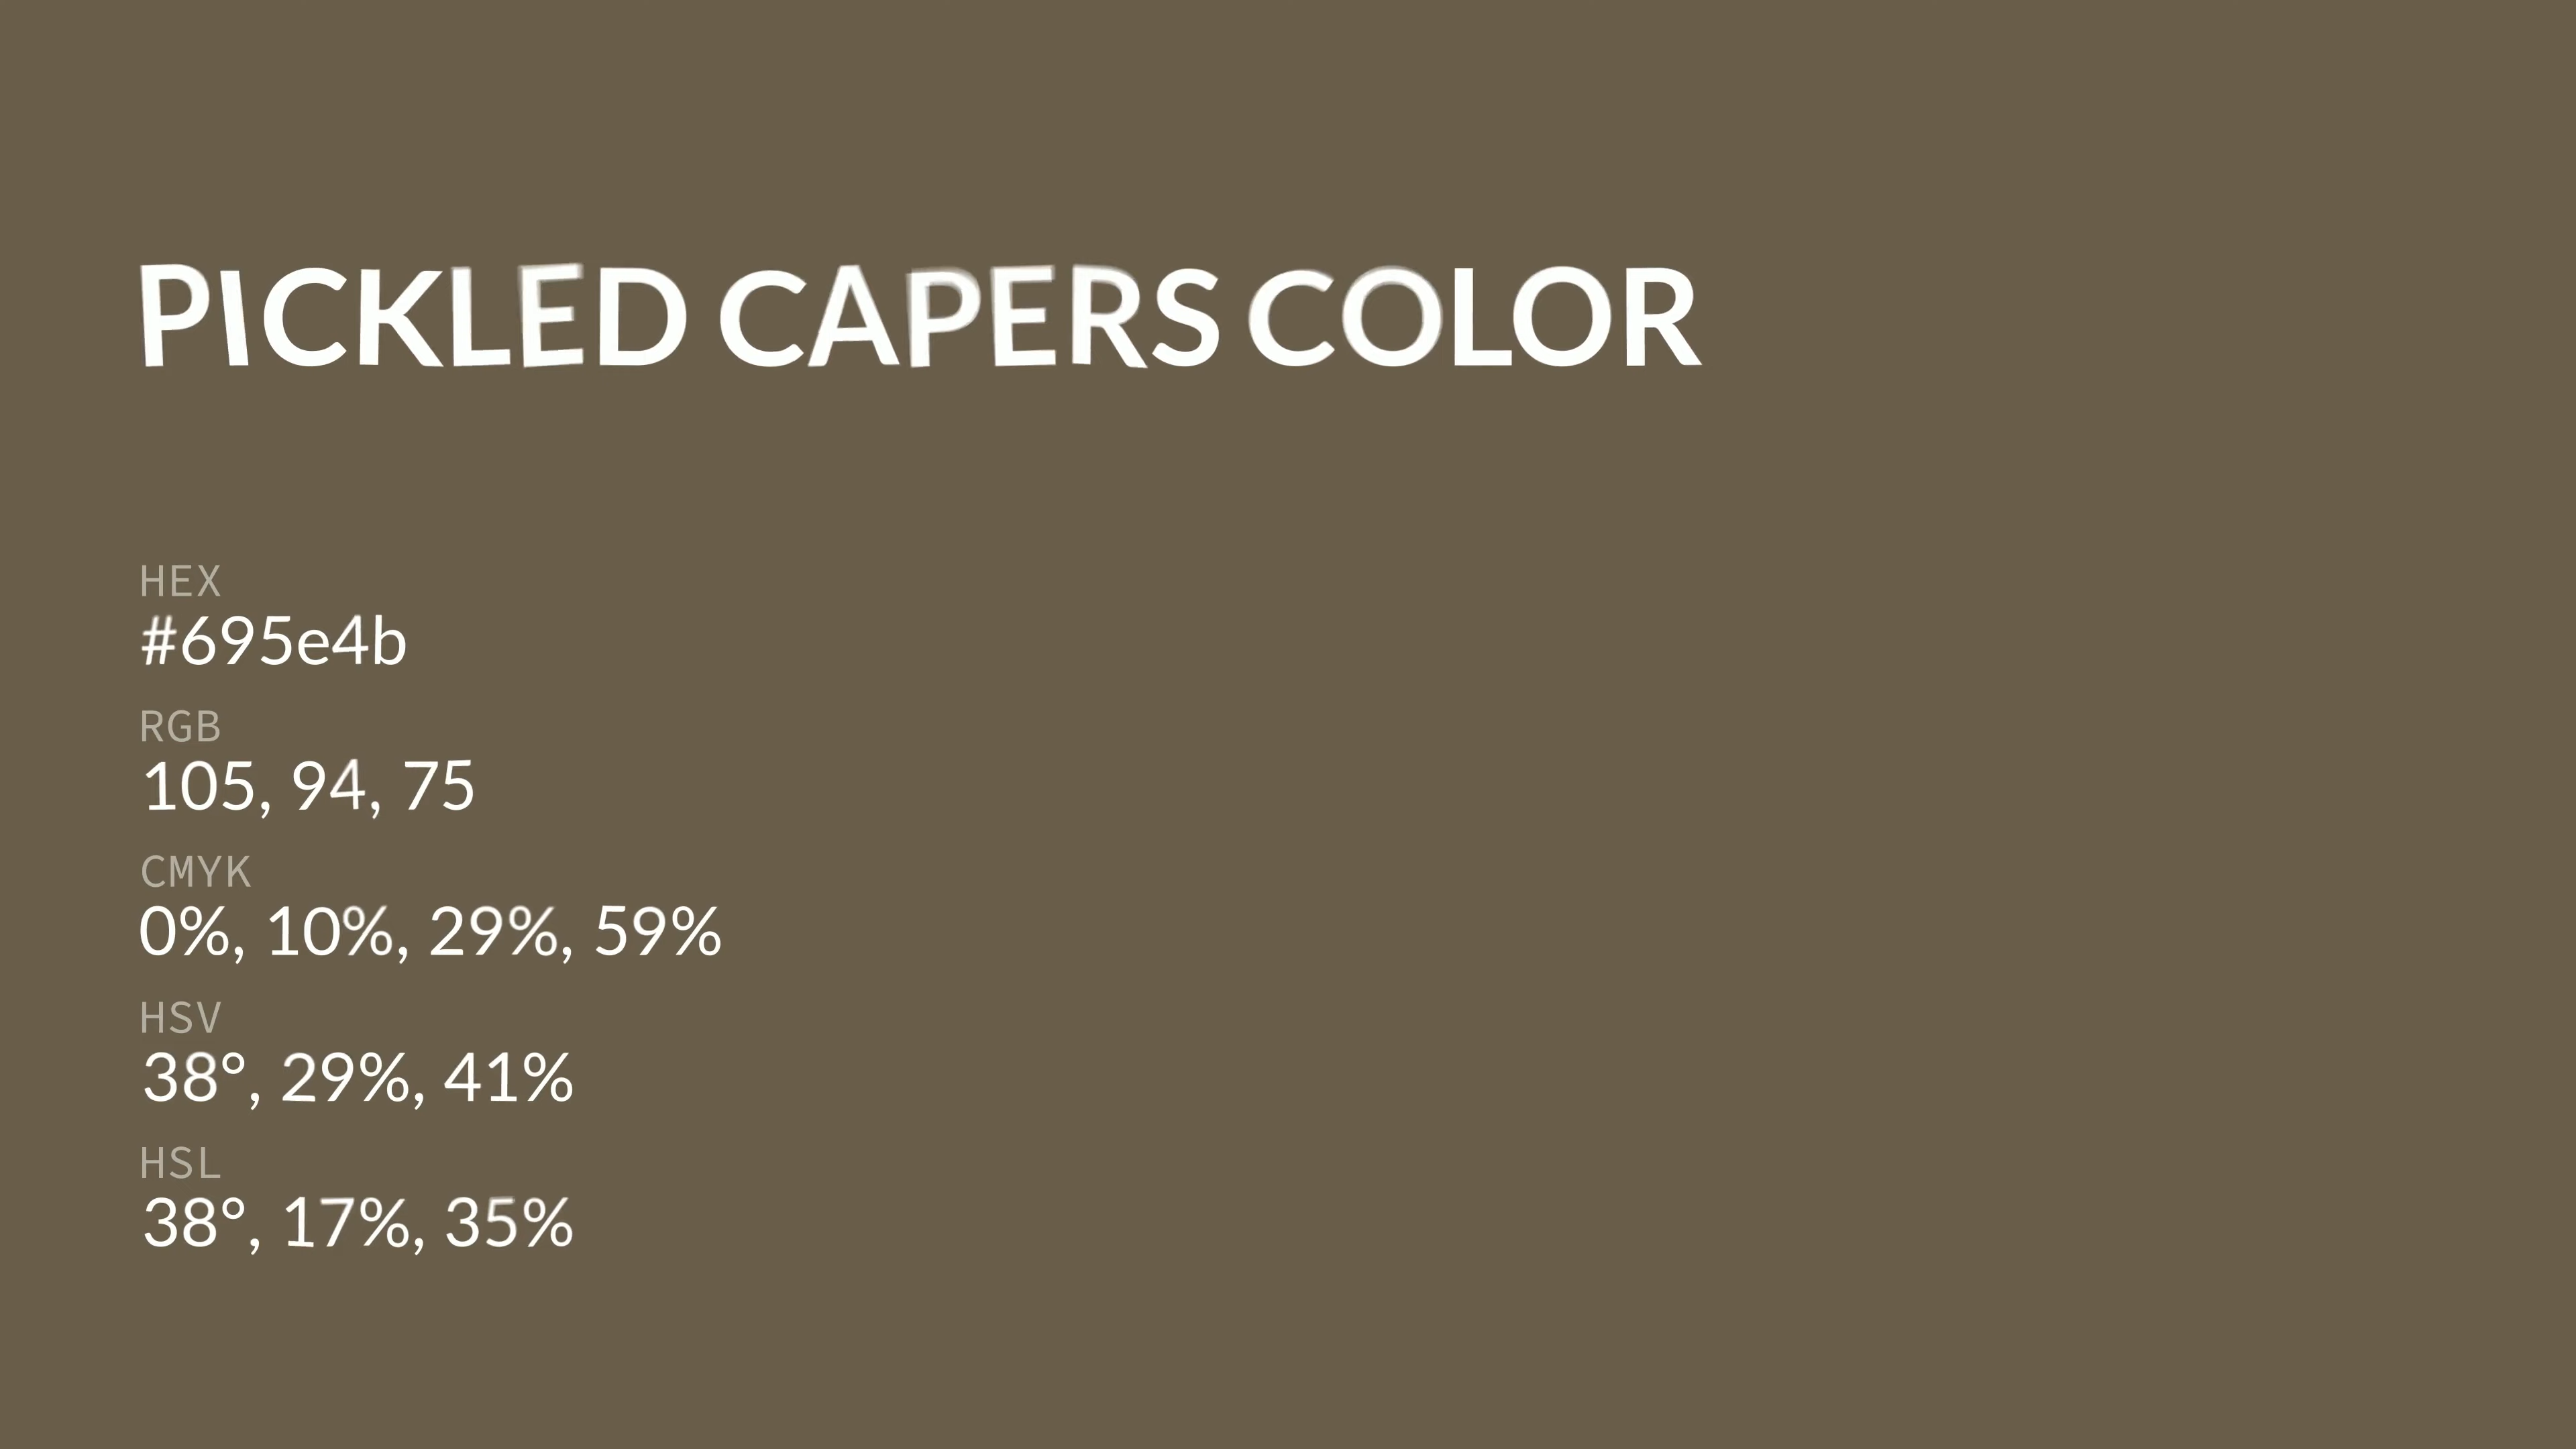 PICKLED CAPERS COLOR
HEX
#695e4b
RGB
105, 94, 75
CMYK
0%, 10%, 29%, 59%
HSV
38°, 29%, 41%
HSL
38°, 17%, 35%